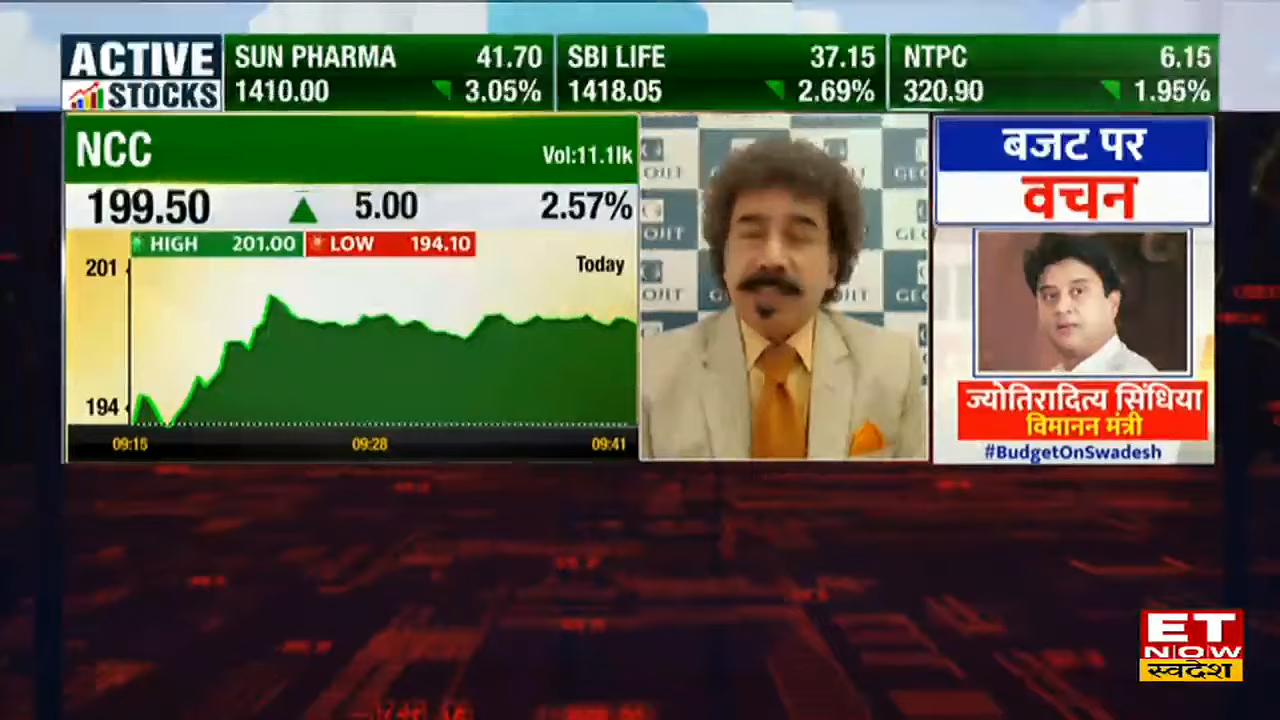 ACTIVE STOCKS
SUN PHARMA 41.70
1410.00 3.05%
SBI LIFE 37.15
1418.05 2.69%
NTPC 6.15
320.90 1.95%
NCC
Vol:11.1lk
199.50 5.00 2.57%
HIGH 201.00 LOW 194.10
201
Today
194
09:15 09:28 09:41
बजट पर
वचन
ज्योतिरादित्य सिंधिया
विमानन मंत्री
#BudgetOnSwadesh
ET
NOW
स्वदेश